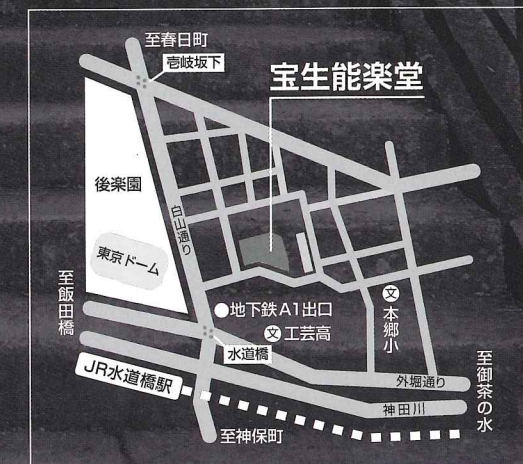 至春日町
壱岐坂下
宝生能楽堂
後楽園
白山通り
東京ドーム
至飯田橋
地下鉄A1出口
文 工芸高
文 本郷小
水道橋
JR水道橋駅
外堀通り
神田川
至御茶の水
至神保町